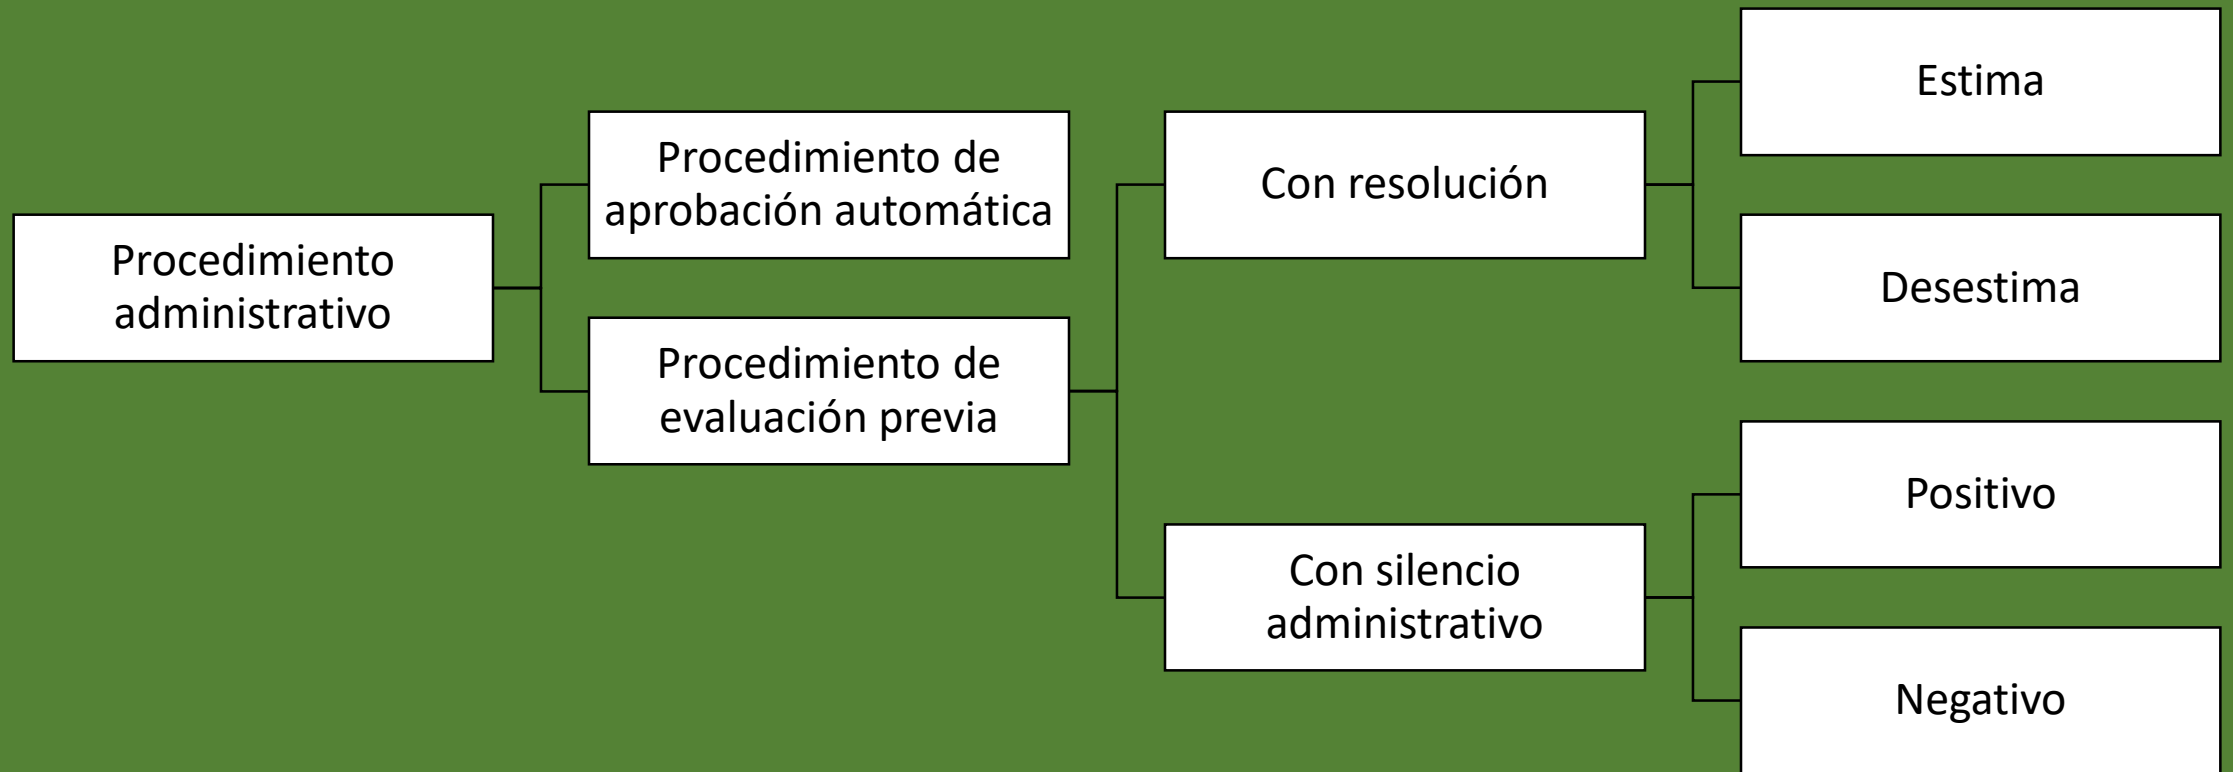 Procedimiento
administrativo
Procedimiento de
aprobación automática
Procedimiento de
evaluación previa
Con resolución
Estima
Desestima
Con silencio
administrativo
Positivo
Negativo